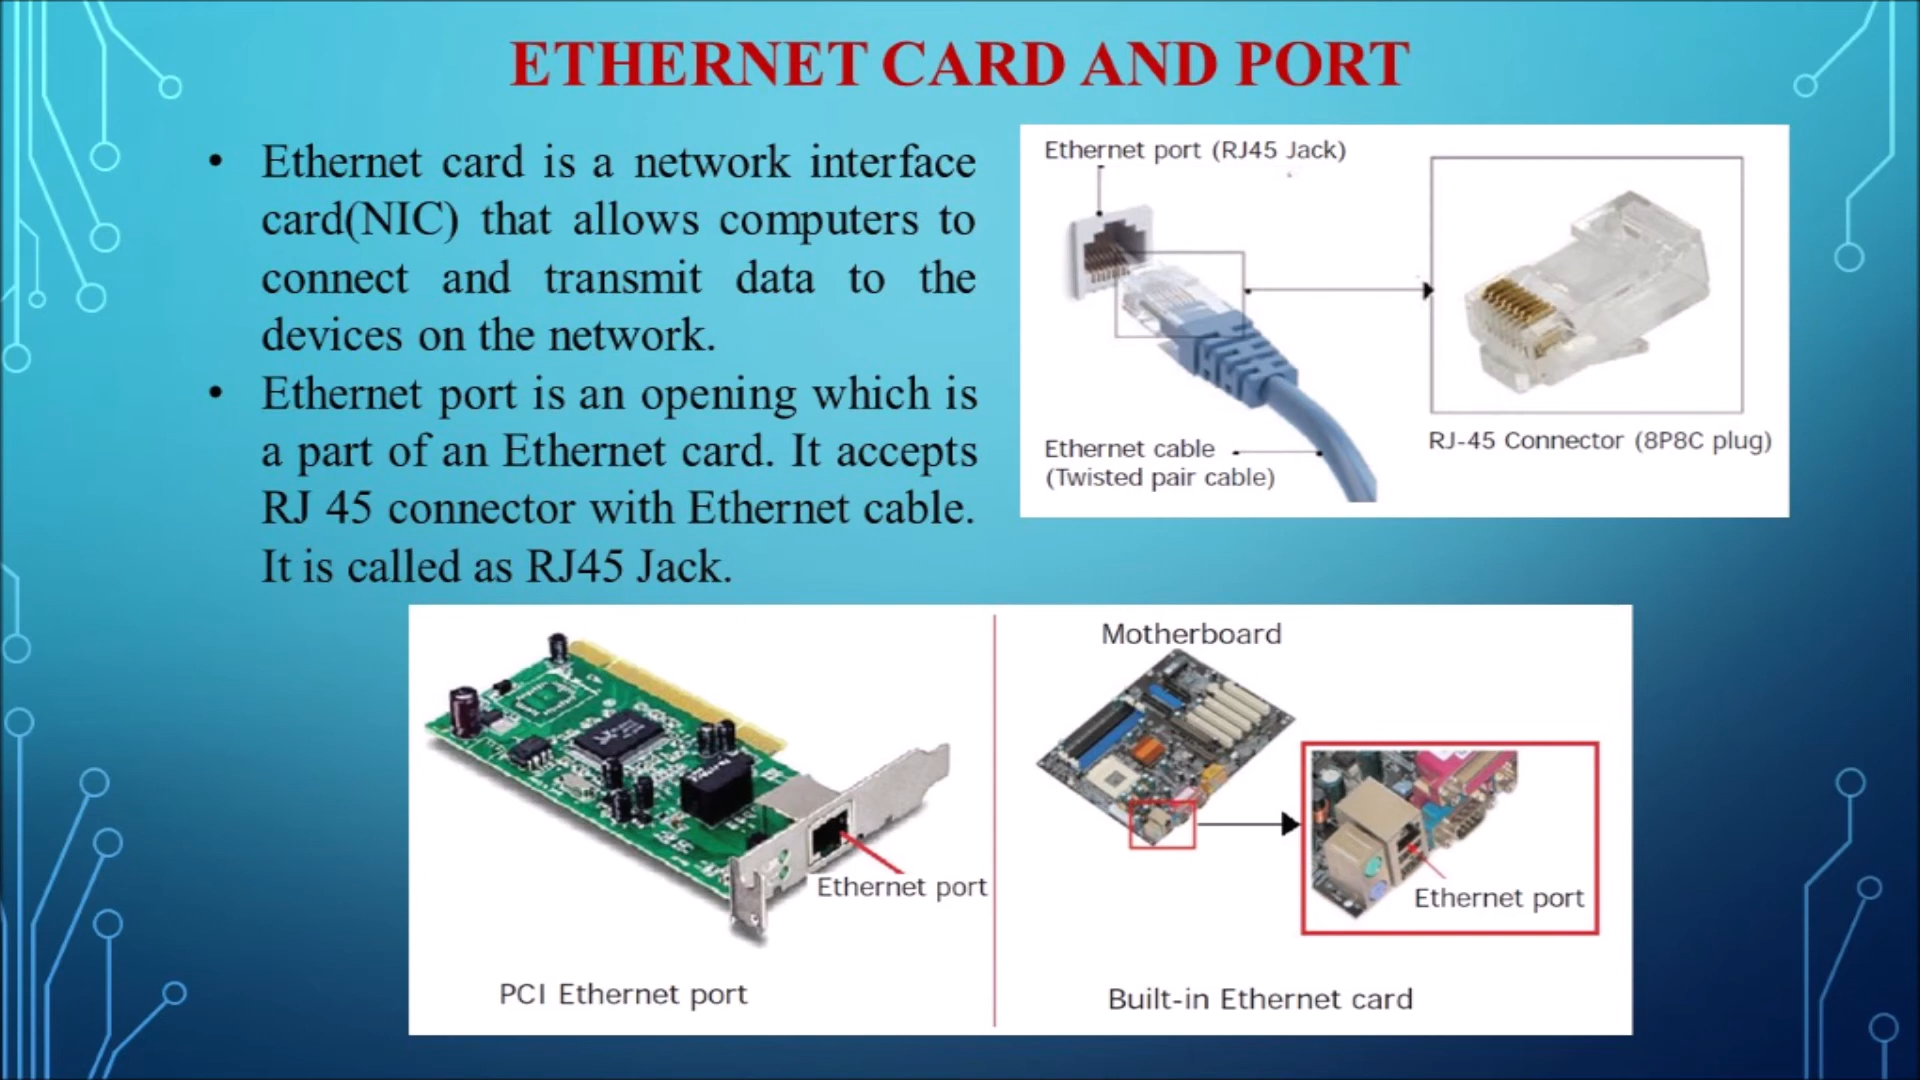 ETHERNET CARD AND PORT
• Ethernet card is a network interface
card(NIC) that allows computers to
connect and transmit data to the
devices on the network.
• Ethernet port is an opening which is
a part of an Ethernet card. It accepts
RJ 45 connector with Ethernet cable.
It is called as RJ45 Jack.
Ethernet port (RJ45 Jack)
RJ-45 Connector (8P8C plug)
Ethernet cable
(Twisted pair cable)
Ethernet port
PCI Ethernet port
Motherboard
Ethernet port
Built-in Ethernet card